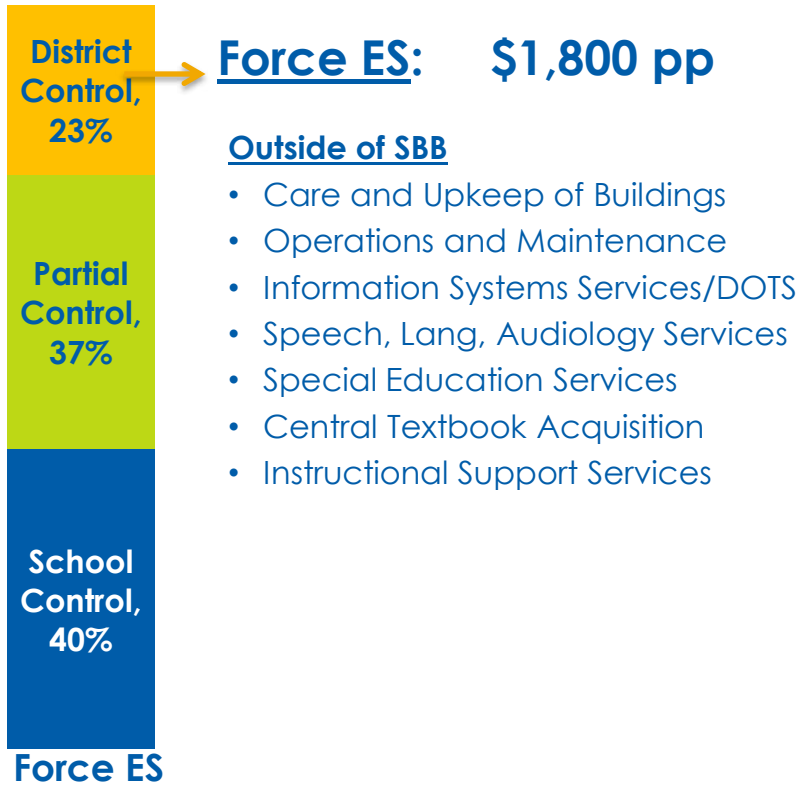 District
Control,
23%
Force ES: $1,800 pp
Outside of SBB
• Care and Upkeep of Buildings
• Operations and Maintenance
• Information Systems Services/DOTS
• Speech, Lang, Audiology Services
• Special Education Services
• Central Textbook Acquisition
• Instructional Support Services
Partial
Control,
37%
School
Control,
40%
Force ES